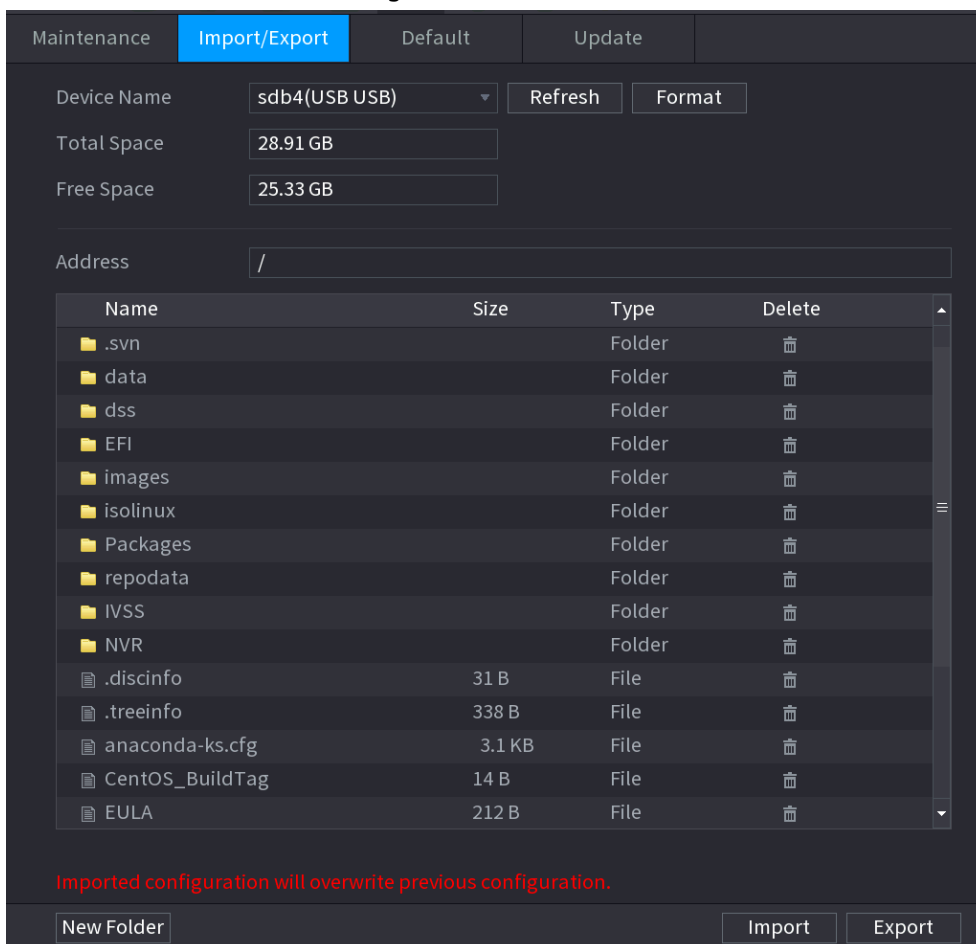 Maintenance Import/Export Default Update
Device Name sdb4(USB USB) Refresh Format
Total Space 28.91 GB
Free Space 25.33 GB
Address /
Name Size Type Delete
.svn Folder
data Folder
dss Folder
EFI Folder
images Folder
isolinux Folder
Packages Folder
repodata Folder
IVSS Folder
NVR Folder
.discinfo 31 B File
.treeinfo 338 B File
anaconda-ks.cfg 3.1 KB File
CentOS_BuildTag 14 B File
EULA 212 B File
Imported configuration will overwrite previous configuration.
New Folder Import Export